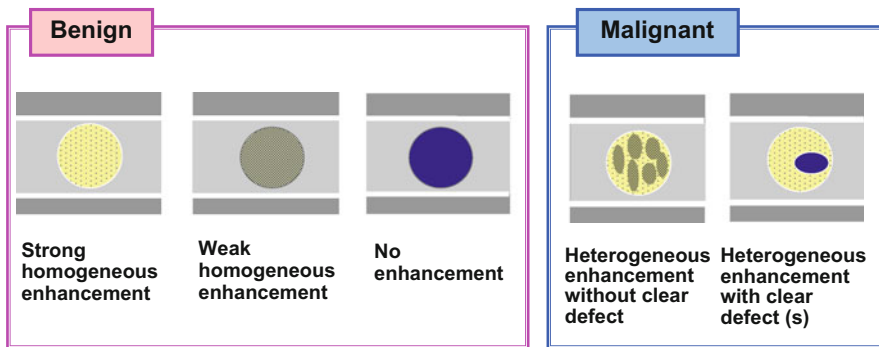 Benign
Malignant
Strong
homogeneous
enhancement
Weak
homogeneous
enhancement
No
enhancement
Heterogeneous
enhancement
without clear
defect
Heterogeneous
enhancement
with clear
defect (s)